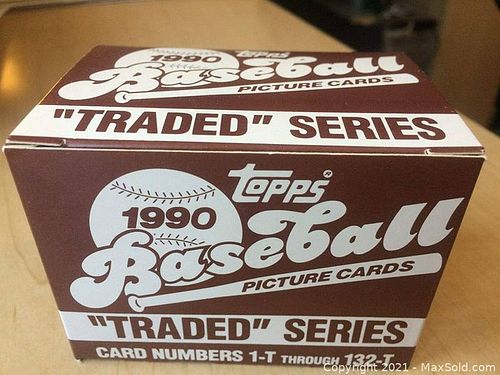 topps
1990
Baseball
PICTURE CARDS
"TRADED" SERIES
topps®
1990
Baseball
PICTURE CARDS
"TRADED" SERIES
CARD NUMBERS 1-T THROUGH 132-T
Copyright 2021 - MaxSold.com